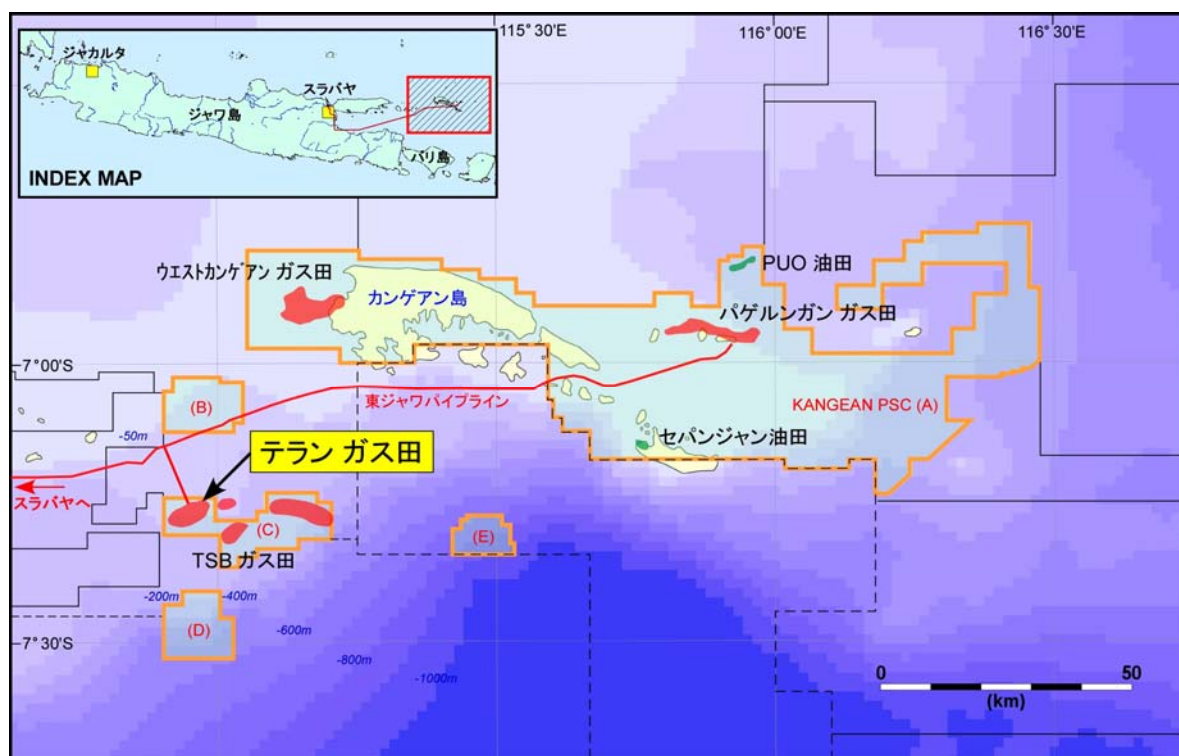 115°30'E
116°00'E
116°30'E
ジャカルタ
スラバヤ
ジャワ島
バリ島
INDEX MAP
ウエストカンゲアン ガス田
カンゲアン島
PUO 油田
パゲルンガン ガス田
7°00'S
(B)
東ジャワパイプライン
KANGEAN PSC (A)
-50m
テラン ガス田
セパンジャン油田
スラバヤへ
(C)
(E)
TSB ガス田
-200m
-400m
(D)
-600m
7°30'S
-800m
-1000m
0
50
(km)